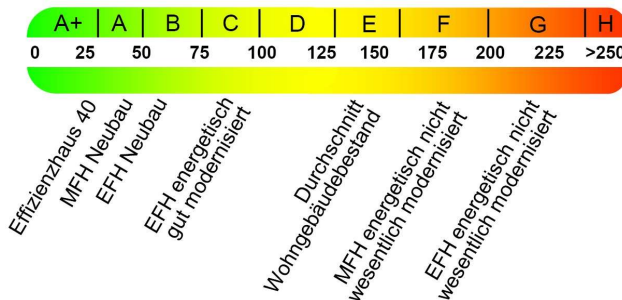 A+ A B C D E F G H
0 25 50 75 100 125 150 175 200 225 >250
Effizienzhaus 40
MFH Neubau
EFH Neubau
EFH energetisch
gut modernisiert
Durchschnitt
Wohngebäudebestand
MFH energetisch nicht
wesentlich modernisiert
EFH energetisch nicht
wesentlich modernisiert